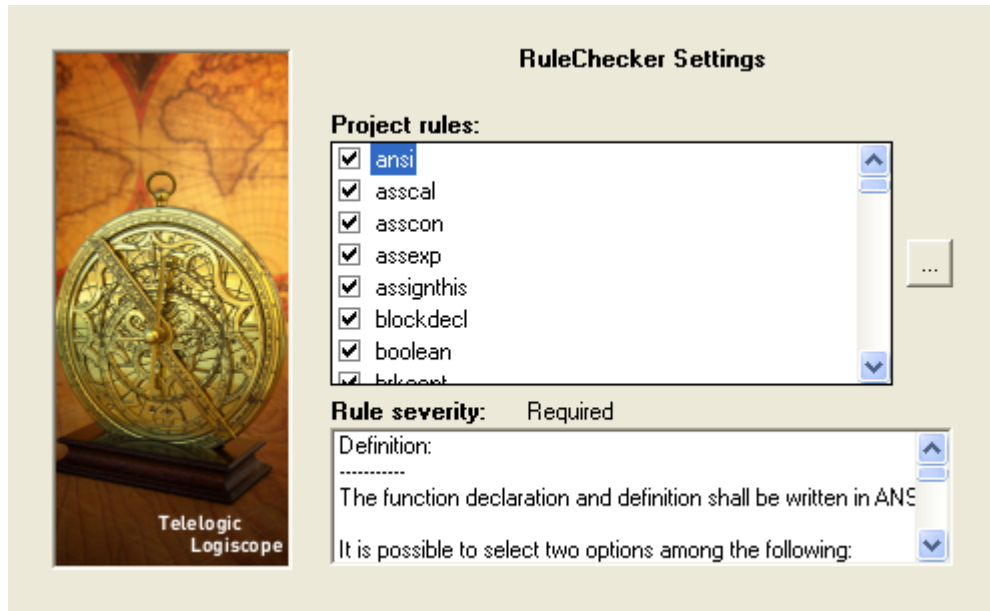 RuleChecker Settings
Project rules:
ansi
asscal
asscon
assexp
assignthis
blockdecl
boolean
...
Rule severity: Required
Definition:
-----------
The function declaration and definition shall be written in ANS
It is possible to select two options among the following:
Telelogic
Logiscope